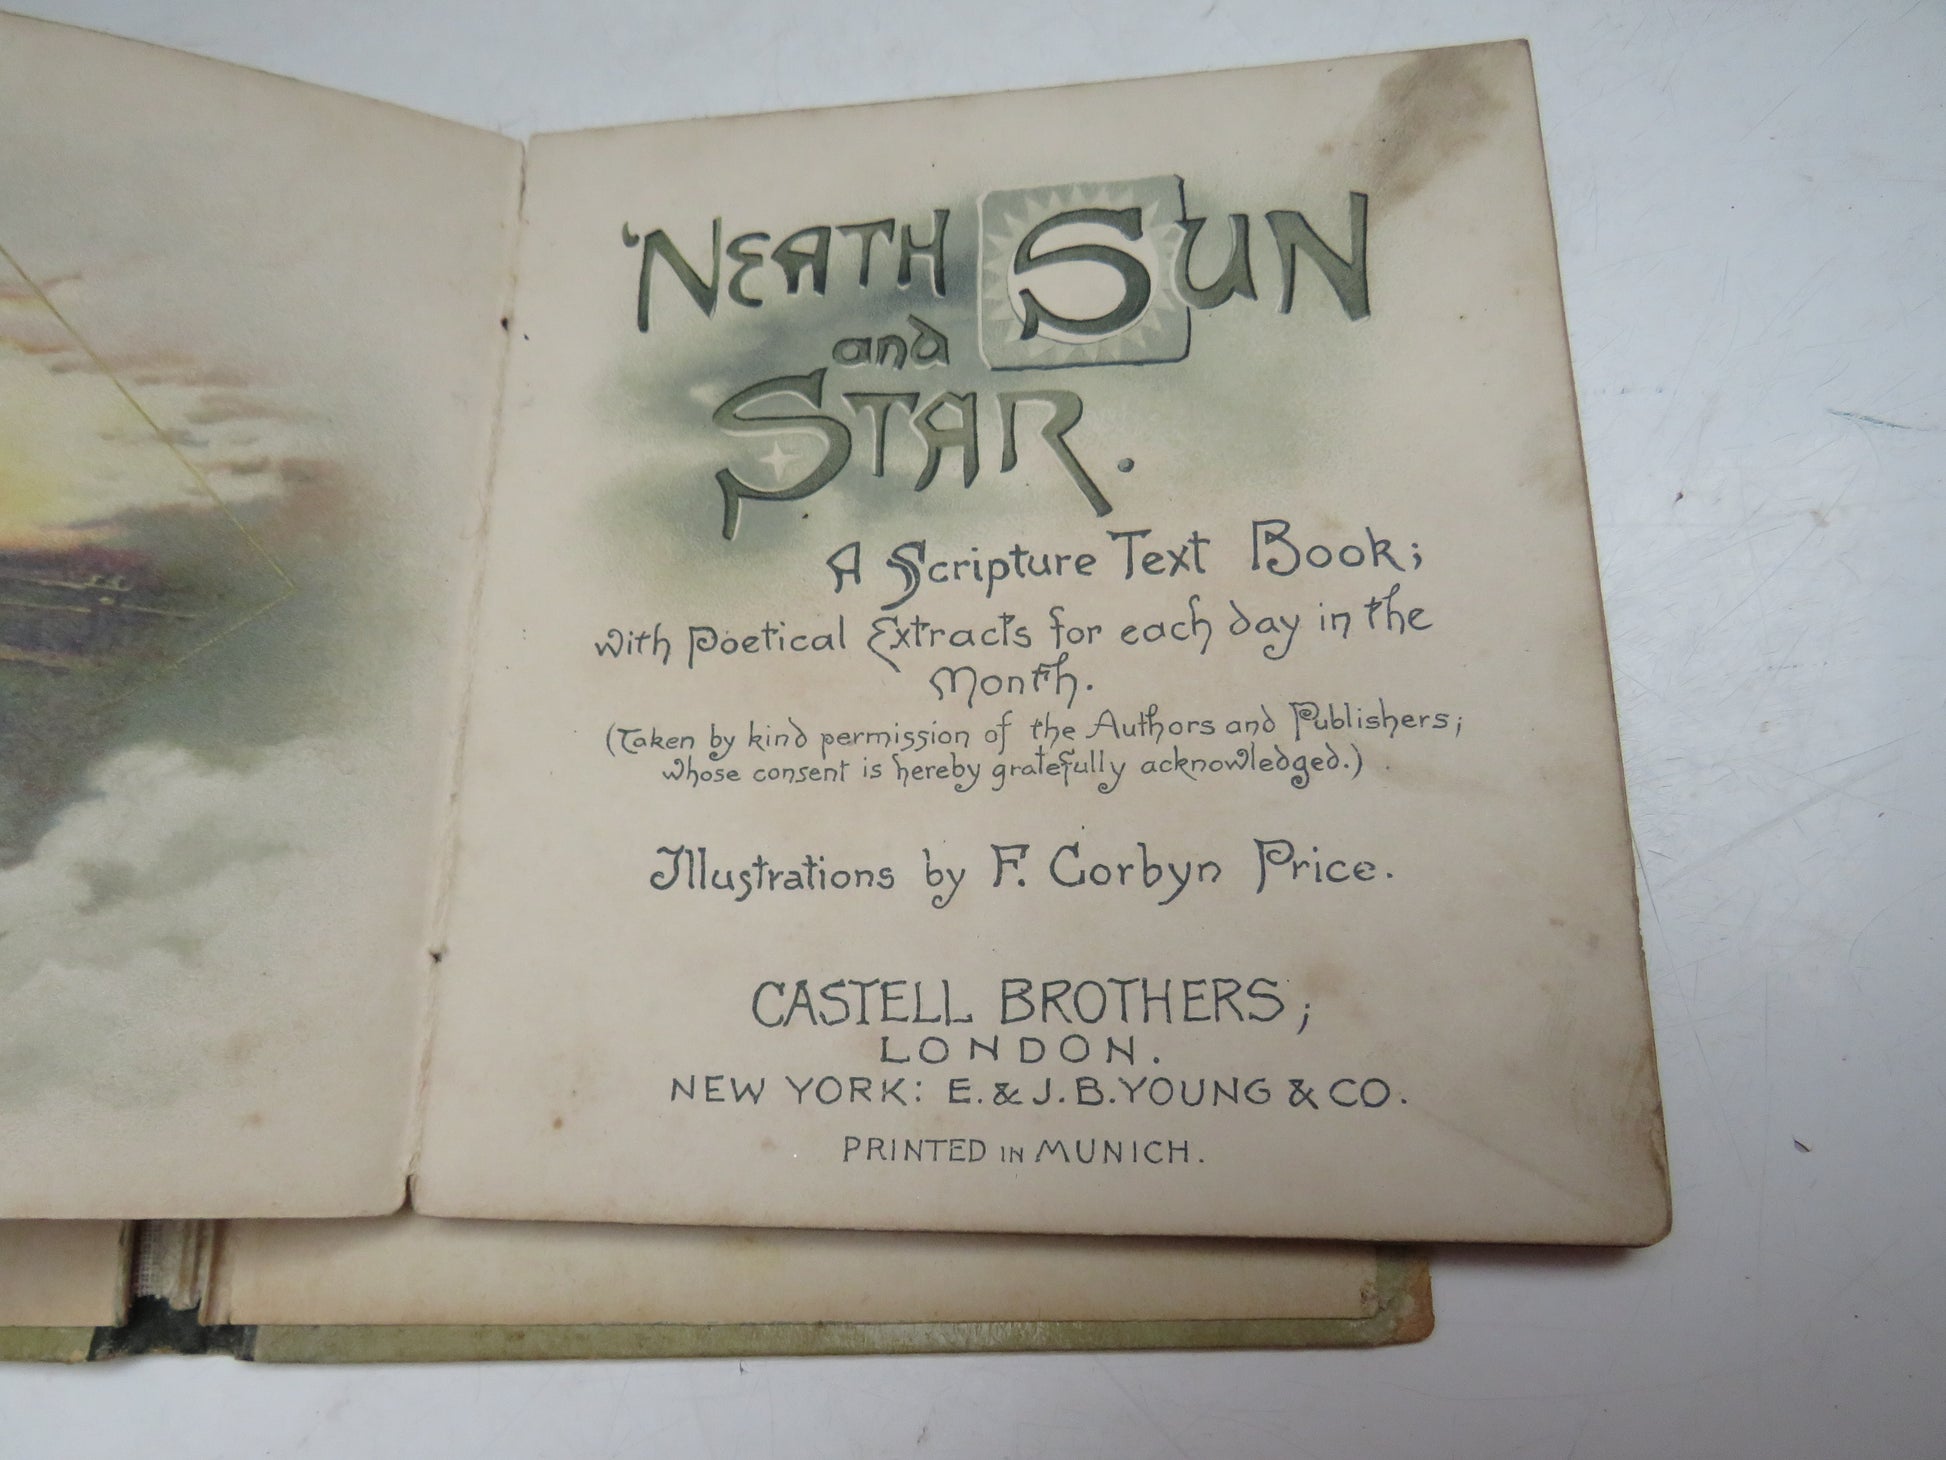 'NEATH SUN
and
STAR.
A Scripture Text Book;
with Poetical Extracts for each day in the
Month.
(Taken by kind permission of the Authors and Publishers;
whose consent is hereby gratefully acknowledged.)
Illustrations by F. Corbyn Price.
CASTELL BROTHERS;
LONDON.
NEW YORK: E. & J. B. YOUNG & CO.
PRINTED IN MUNICH.